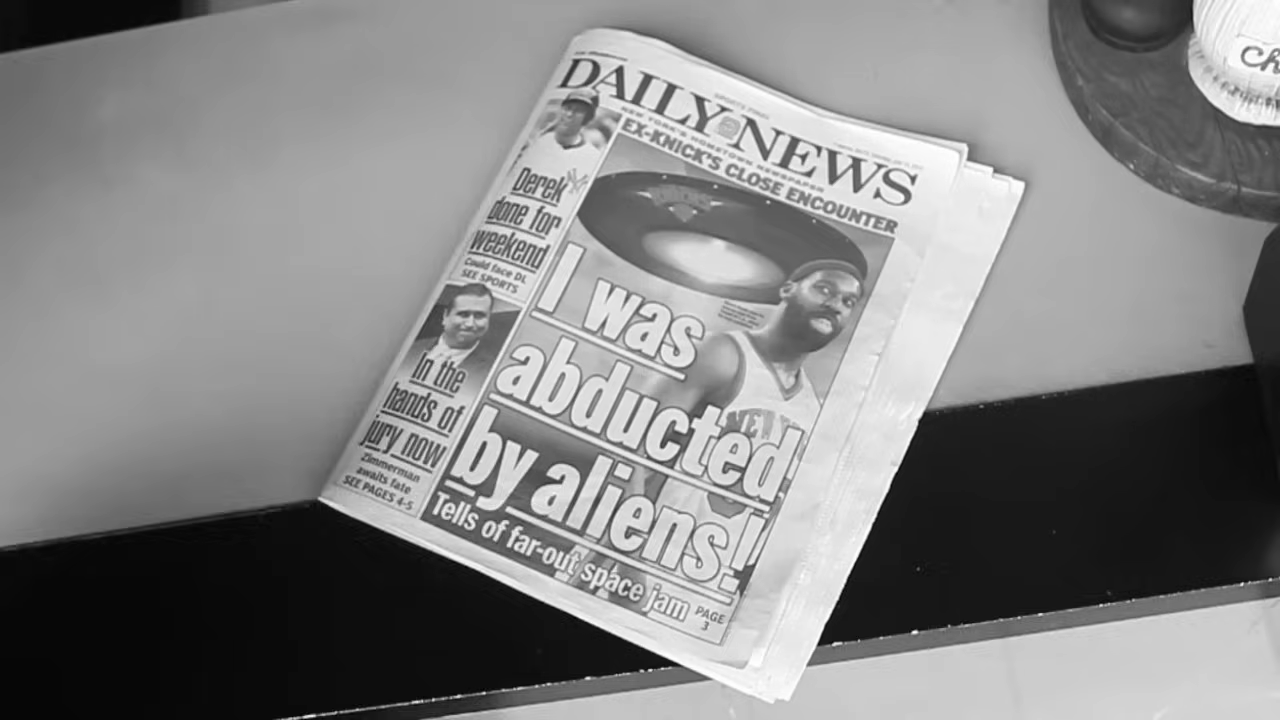 DAILY NEWS
NEW YORK'S HOMETOWN NEWSPAPER
EX-KNICK'S CLOSE ENCOUNTER
Derek
done for
weekend
Could face DL
SEE SPORTS
In the
hands of
jury now
Zimmerman
awaits fate
SEE PAGES 4-5
I was
abducted
by aliens!
Tells of far-out space jam
PAGE
3
NEW